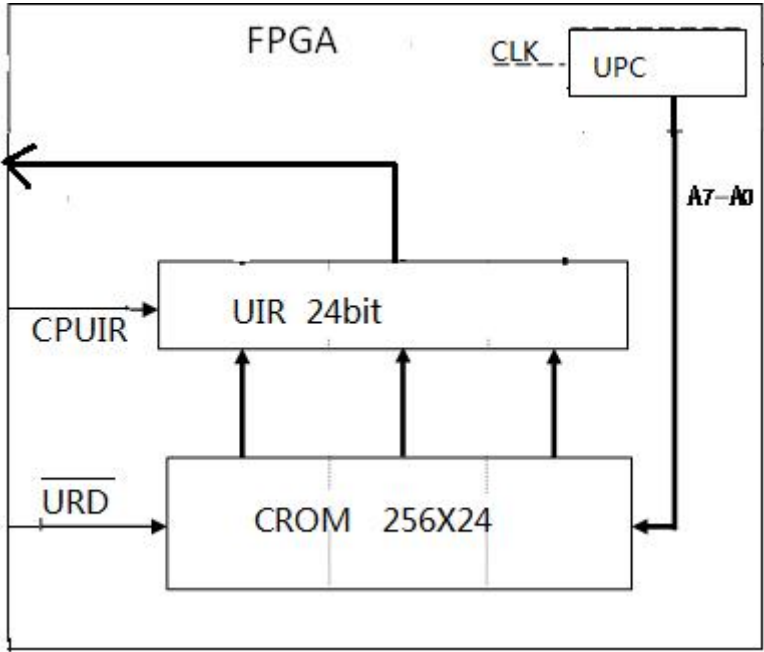 FPGA
CLK
UPC
A7-A0
UIR 24bit
CPUIR
URD
CROM 256X24